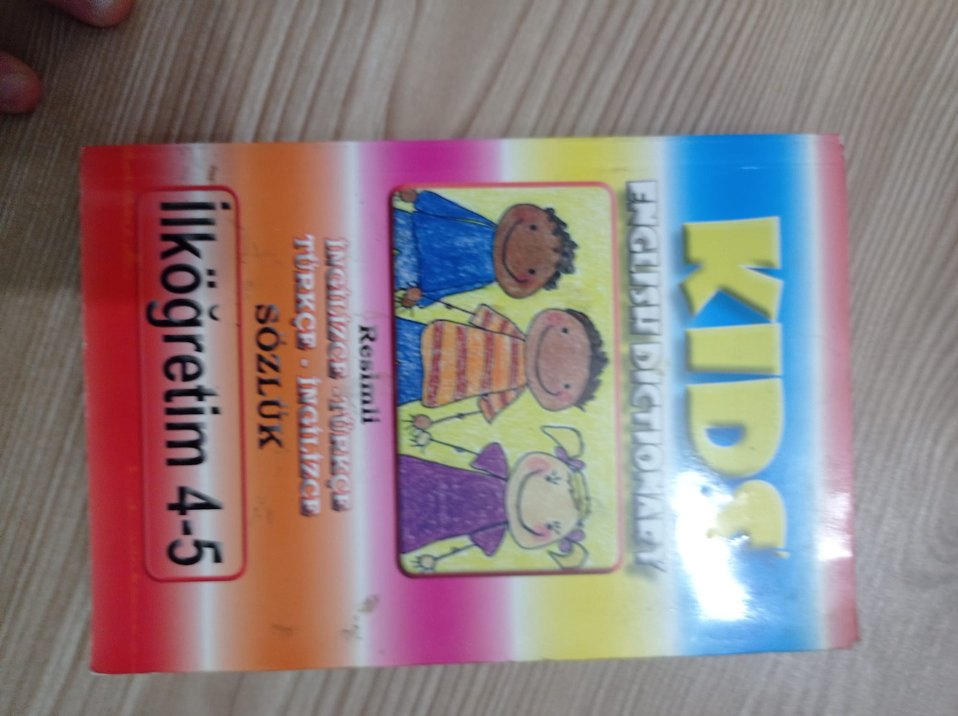 KIDS
ENGLISH DICTIONARY
Resimli
İNGİLİZCE - TÜRKÇE
TÜRKÇE - İNGİLİZCE
SÖZLÜK
İlköğretim 4-5